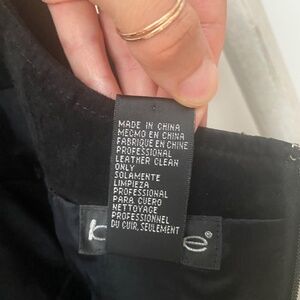 MADE IN CHINA
MECMO EN CHINA
FABRIQUE EN CHINE
PROFESSIONAL
LEATHER CLEAN
ONLY
SOLAMENTE
LIMPIEZA
PROFESSIONAL
PARA CUERO
NETTOYAGE
PROFESSIONNEL
DU CUIR, SEULEMENT
b e